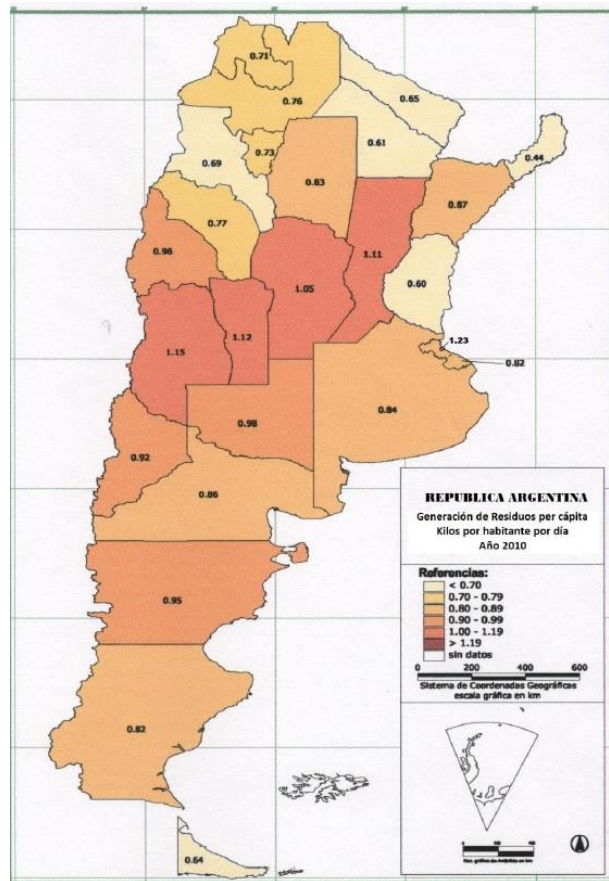 0.71
0.76
0.65
0.61
0.73
0.69
0.44
0.83
0.77
0.87
0.96
1.11
1.05
0.60
1.12
1.15
1.23
0.82
0.84
0.98
0.92
0.86
0.95
0.82
0.64
REPUBLICA ARGENTINA
Generación de Residuos per cápita
Kilos por habitante por día
Año 2010
Referencias:
< 0.70
0.70 - 0.79
0.80 - 0.89
0.90 - 0.99
1.00 - 1.19
> 1.19
sin datos
0 200 400 600
Sistema de Coordenadas Geográficas
escala gráfica en km